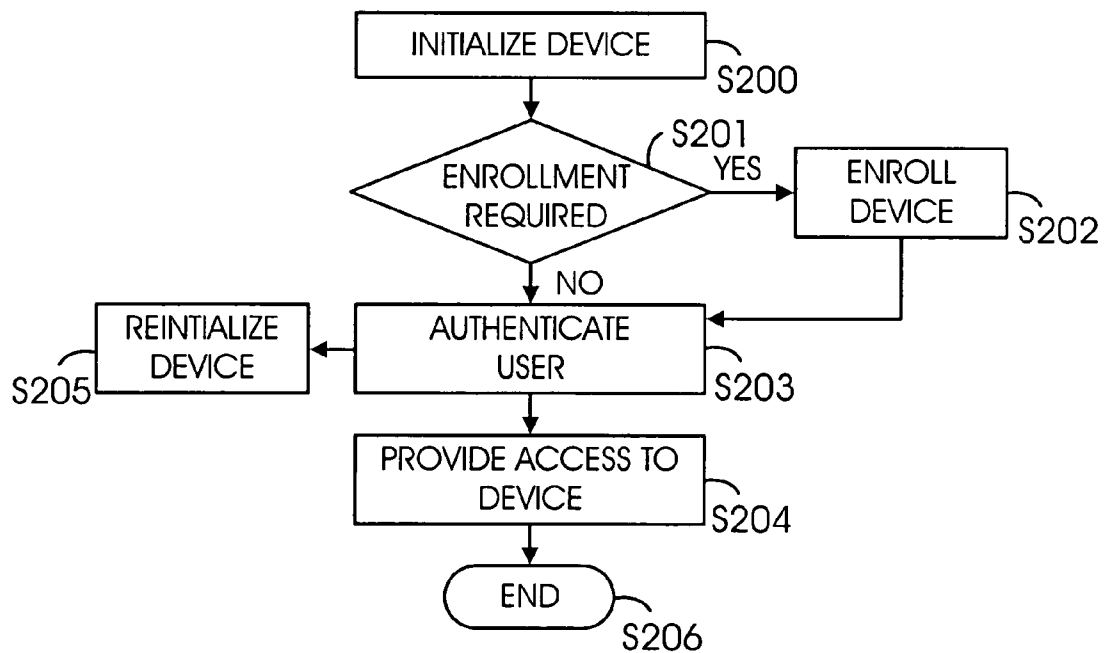 INITIALIZE DEVICE
S200
S201
ENROLLMENT
REQUIRED
YES
ENROLL
DEVICE
S202
NO
REINTIALIZE
DEVICE
S205
AUTHENTICATE
USER
S203
PROVIDE ACCESS TO
DEVICE
S204
END
S206